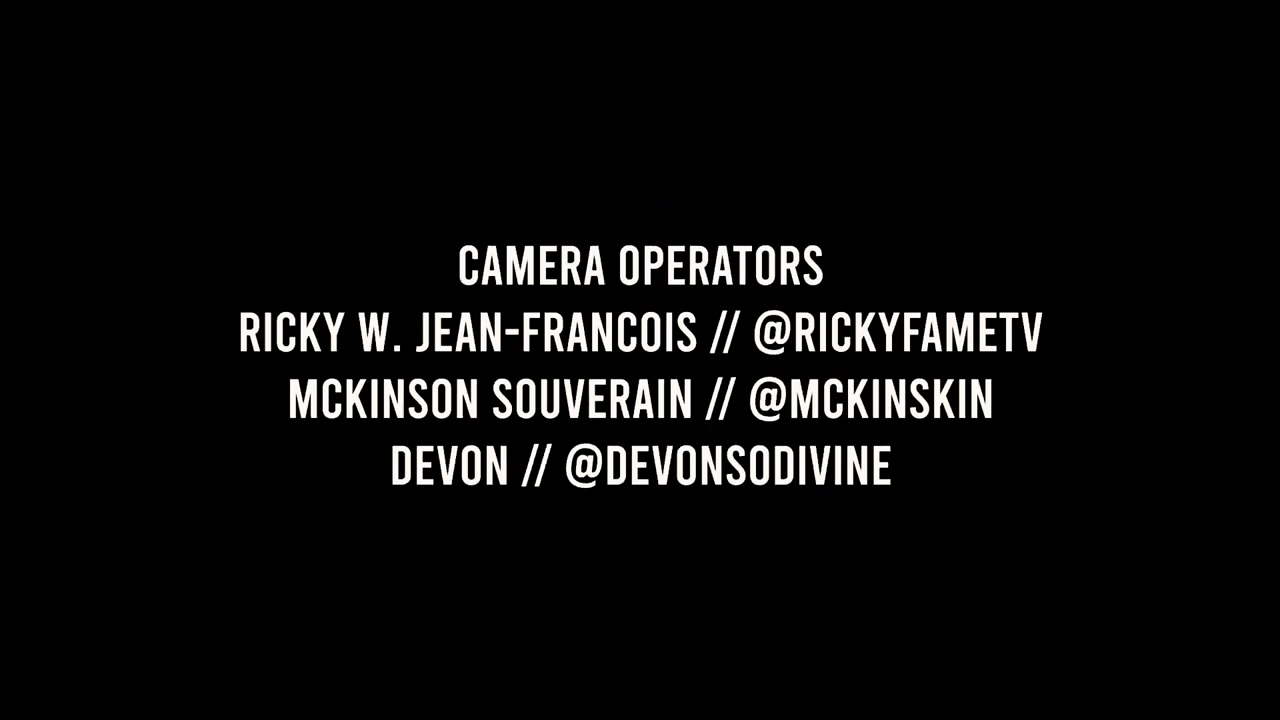 CAMERA OPERATORS
RICKY W. JEAN-FRANCOIS // @RICKYFAMETV
MCKINSON SOUVERAIN // @MCKINSKIN
DEVON // @DEVONSODIVINE